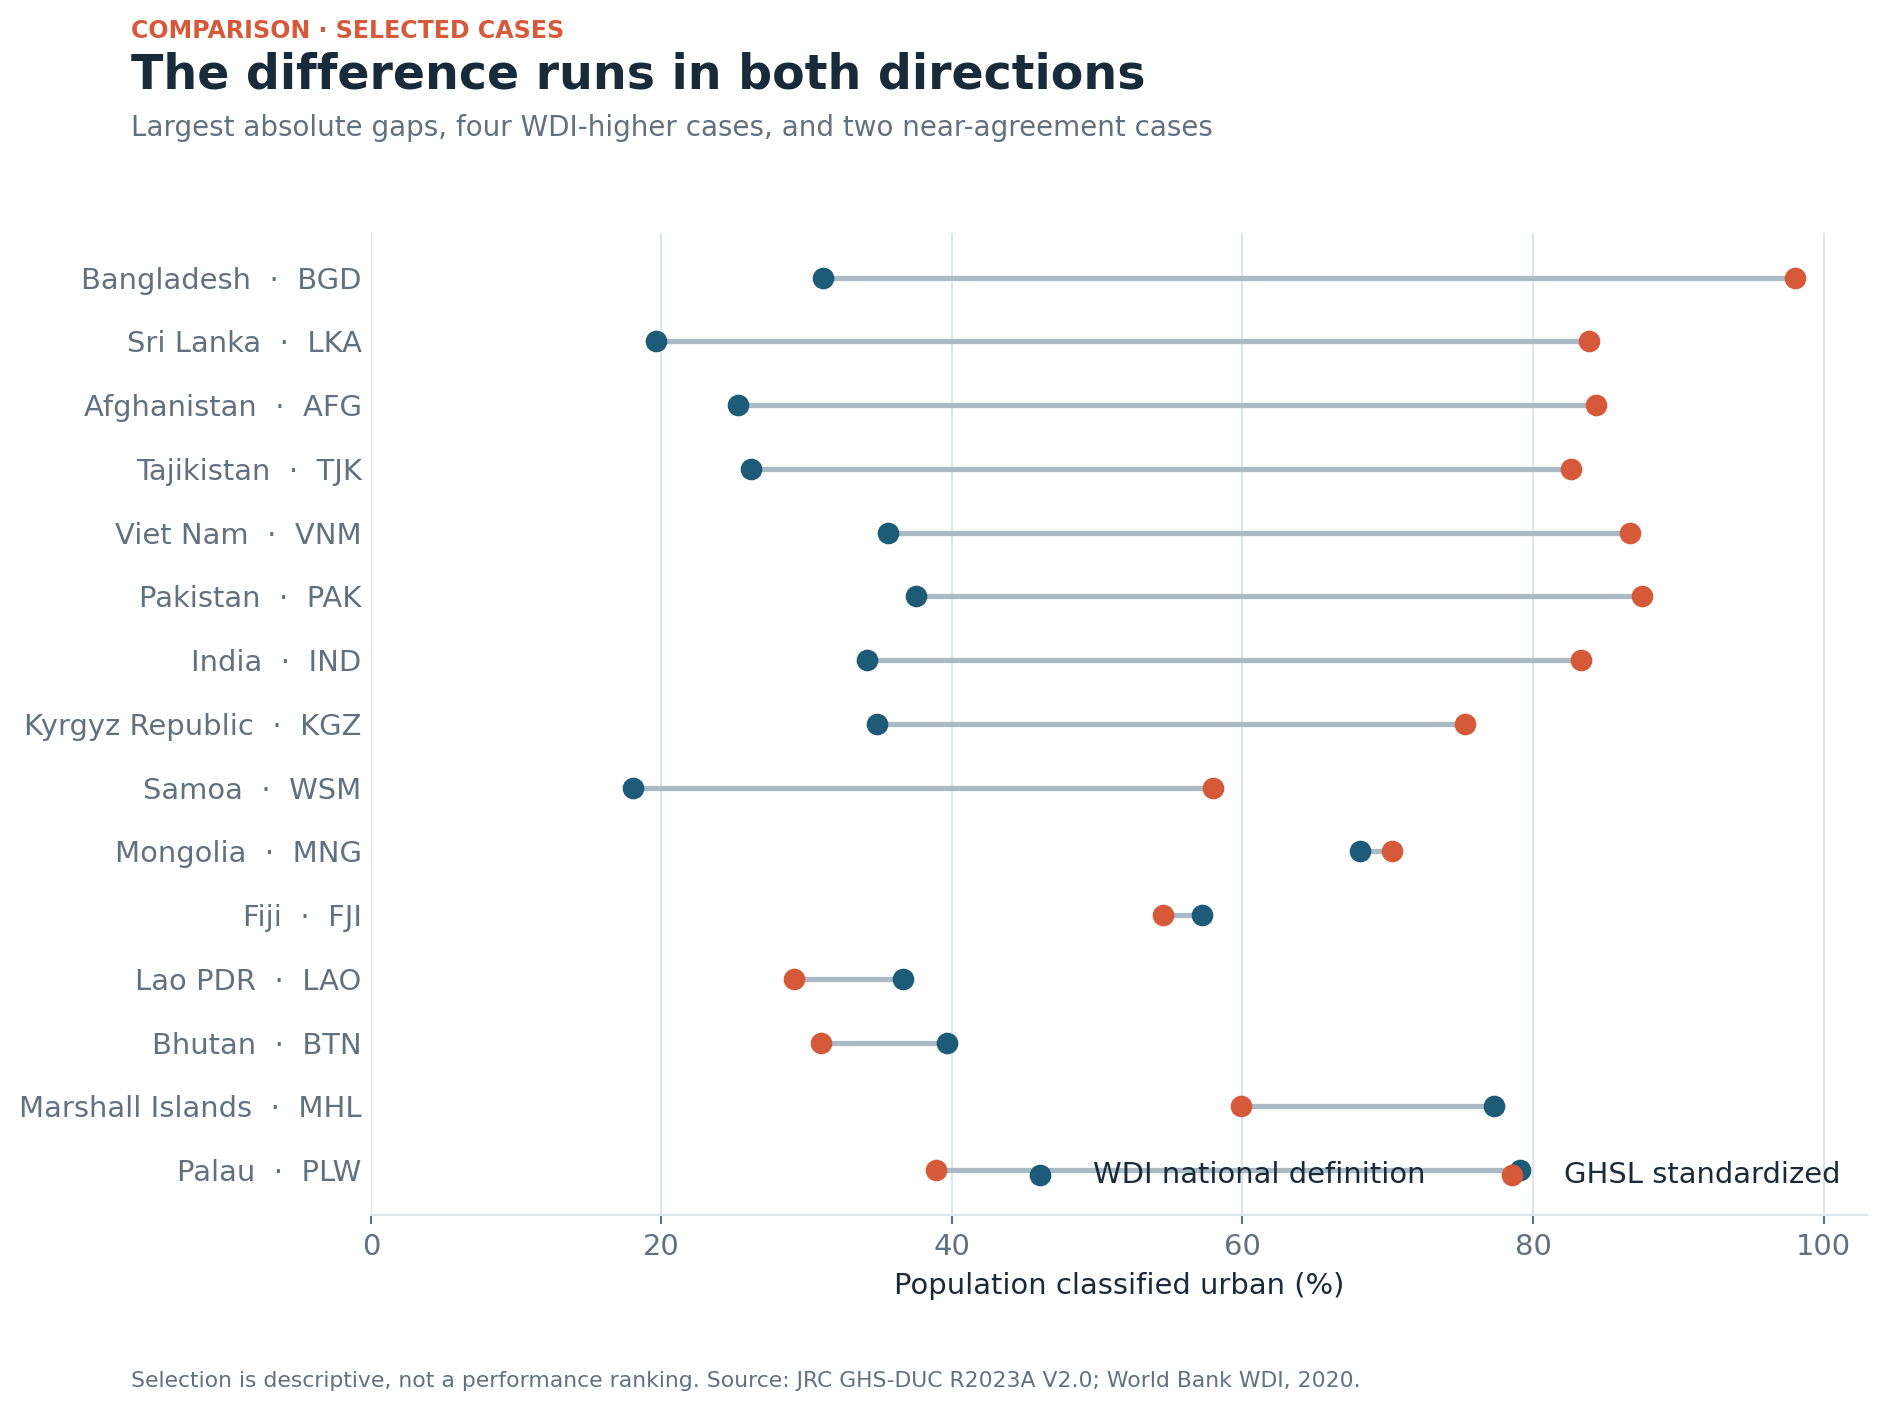 COMPARISON · SELECTED CASES
The difference runs in both directions
Largest absolute gaps, four WDI-higher cases, and two near-agreement cases
Bangladesh · BGD
Sri Lanka · LKA
Afghanistan · AFG
Tajikistan · TJK
Viet Nam · VNM
Pakistan · PAK
India · IND
Kyrgyz Republic · KGZ
Samoa · WSM
Mongolia · MNG
Fiji · FJI
Lao PDR · LAO
Bhutan · BTN
Marshall Islands · MHL
Palau · PLW
WDI national definition GHSL standardized
0 20 40 60 80 100
Population classified urban (%)
Selection is descriptive, not a performance ranking. Source: JRC GHS-DUC R2023A V2.0; World Bank WDI, 2020.